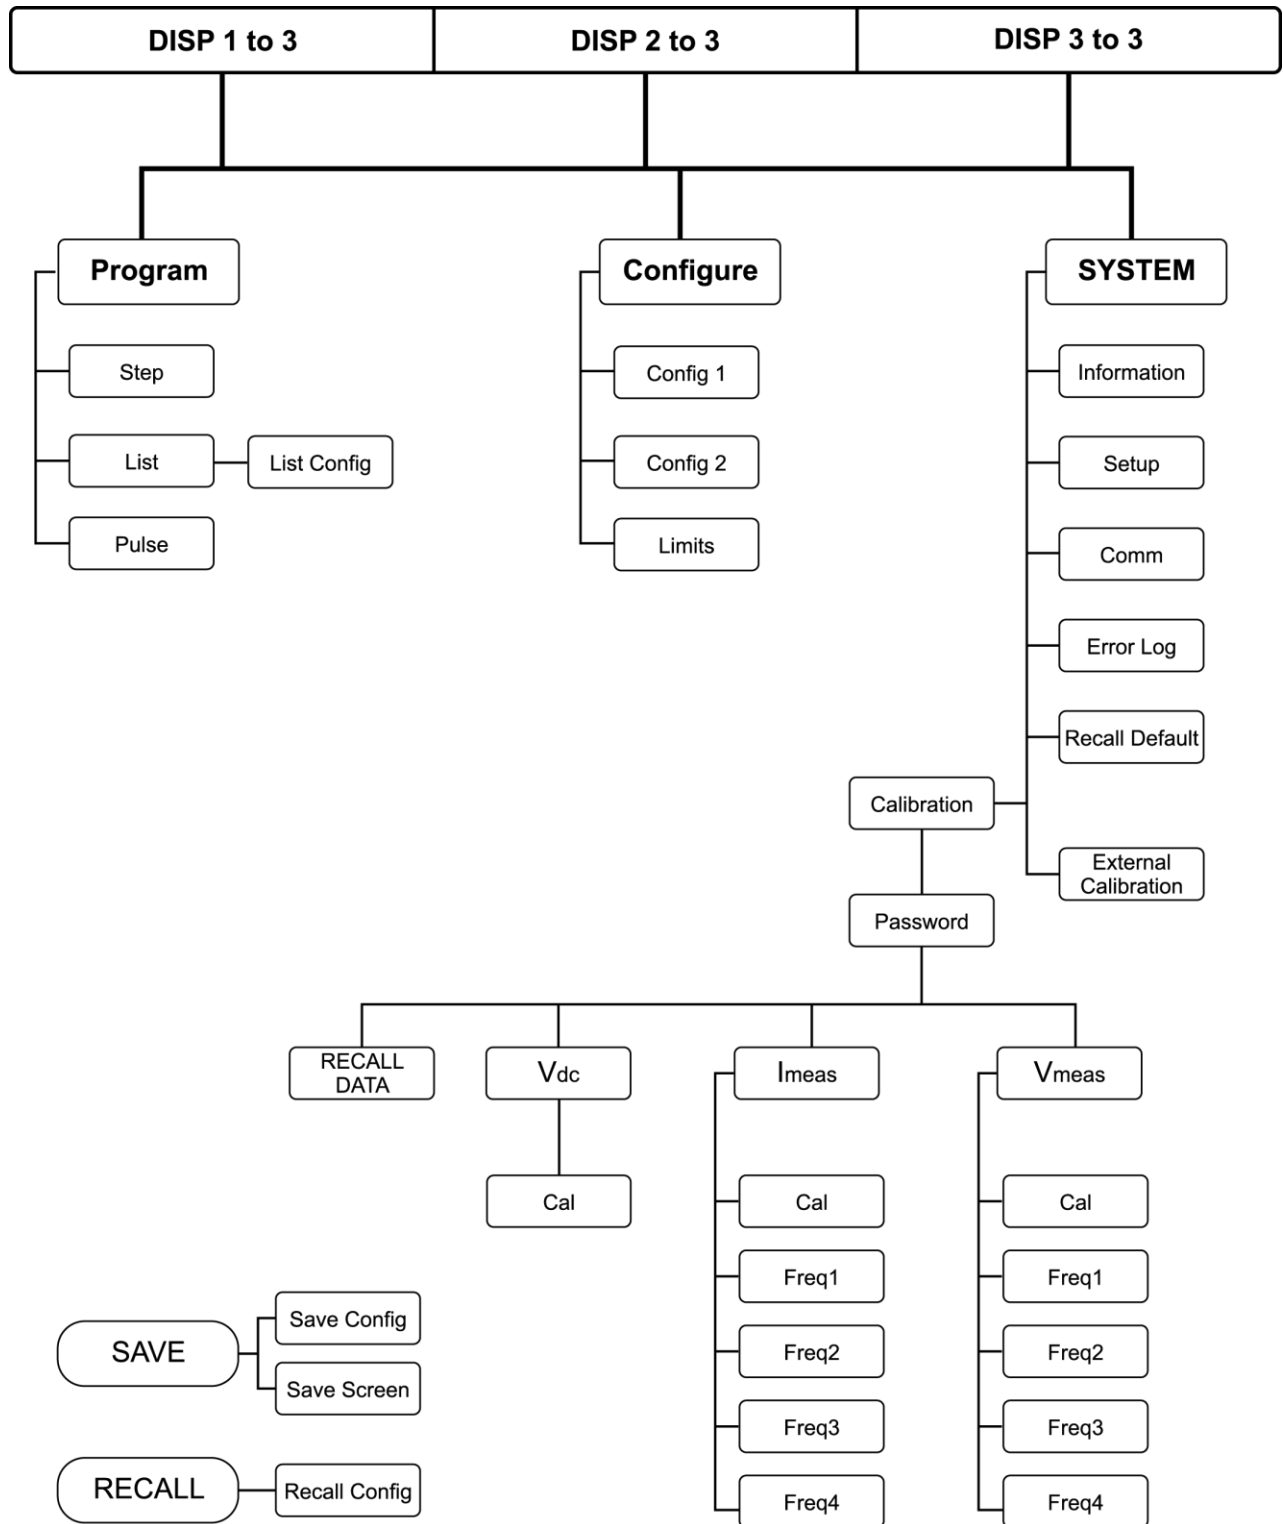 DISP 1 to 3
DISP 2 to 3
DISP 3 to 3
Program
Step
List
List Config
Pulse
Configure
Config 1
Config 2
Limits
SYSTEM
Information
Setup
Comm
Error Log
Recall Default
Calibration
External
Calibration
Password
RECALL
DATA
Vdc
Cal
Imeas
Cal
Freq1
Freq2
Freq3
Freq4
Vmeas
Cal
Freq1
Freq2
Freq3
Freq4
SAVE
Save Config
Save Screen
RECALL
Recall Config